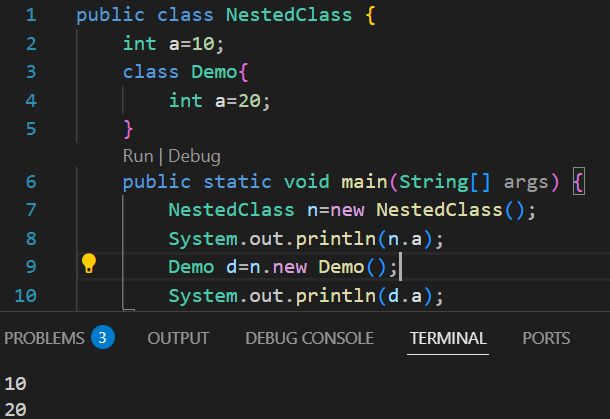 1 public class NestedClass {
2 int a=10;
3 class Demo{
4 int a=20;
5 }
Run | Debug
6 public static void main(String[] args) {
7 NestedClass n=new NestedClass();
8 System.out.println(n.a);
9 Demo d=n.new Demo();
10 System.out.println(d.a);
PROBLEMS 3 OUTPUT DEBUG CONSOLE TERMINAL PORTS
10
20